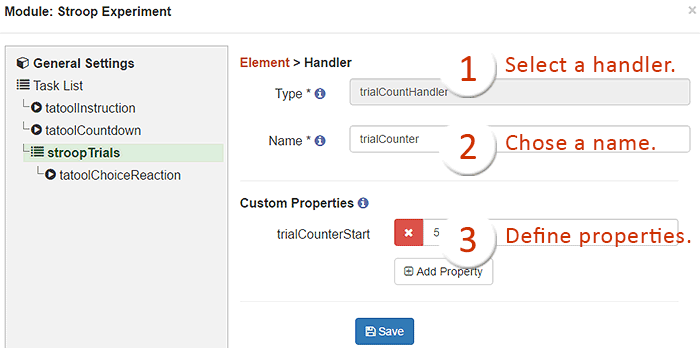 Module: Stroop Experiment ×
General Settings
Task List
tatoolInstruction
tatoolCountdown
stroopTrials
tatoolChoiceReaction
Element > Handler
Type * trialCountHandler
1 Select a handler.
Name * trialCounter
2 Chose a name.
Custom Properties
trialCounterStart 5
3 Define properties.
Add Property
Save